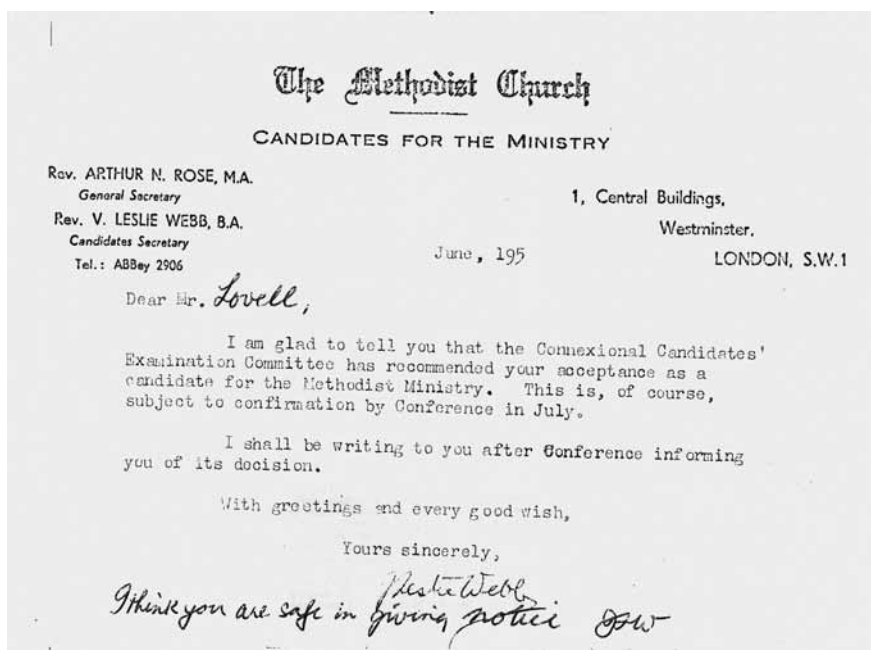 The Methodist Church
CANDIDATES FOR THE MINISTRY
Rev. ARTHUR N. ROSE, M.A.
General Secretary
Rev. V. LESLIE WEBB, B.A.
Candidates Secretary
Tel.: ABBey 2906
1, Central Buildings,
Westminster,
LONDON, S.W.1
June, 195
Dear Mr. Lovell,
I am glad to tell you that the Connexional Candidates'
Examination Committee has recommended your acceptance as a
candidate for the Methodist Ministry. This is, of course,
subject to confirmation by Conference in July.
I shall be writing to you after Conference informing
you of its decision.
With greetings and every good wish,
Yours sincerely,
Leslie Webb
I think you are safe in giving notice